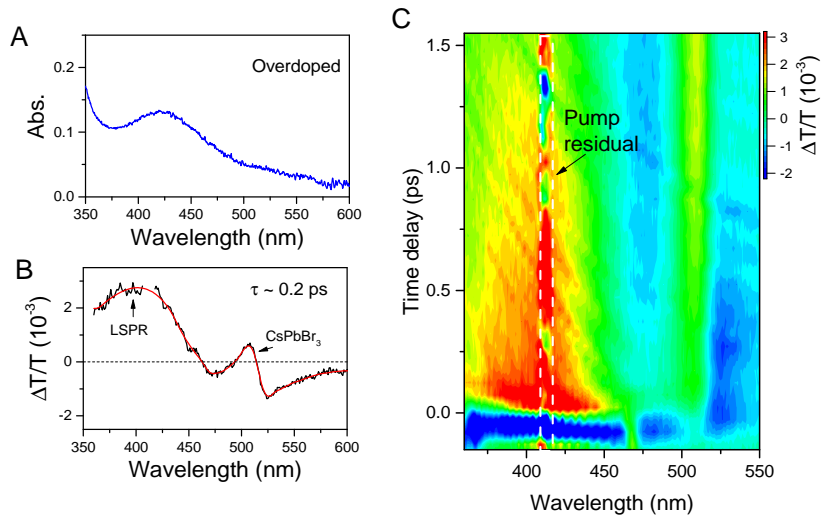 A
Overdoped
0.2
0.1
0.0
Abs.
350 400 450 500 550 600
Wavelength (nm)
B
τ ~ 0.2 ps
LSPR
CsPbBr₃
2
0
-2
ΔT/T (10⁻³)
350 400 450 500 550 600
Wavelength (nm)
C
1.5
1.0
0.5
0.0
Time delay (ps)
Pump
residual
400 450 500 550
Wavelength (nm)
3
2
1
0
-1
-2
ΔT/T (10⁻³)